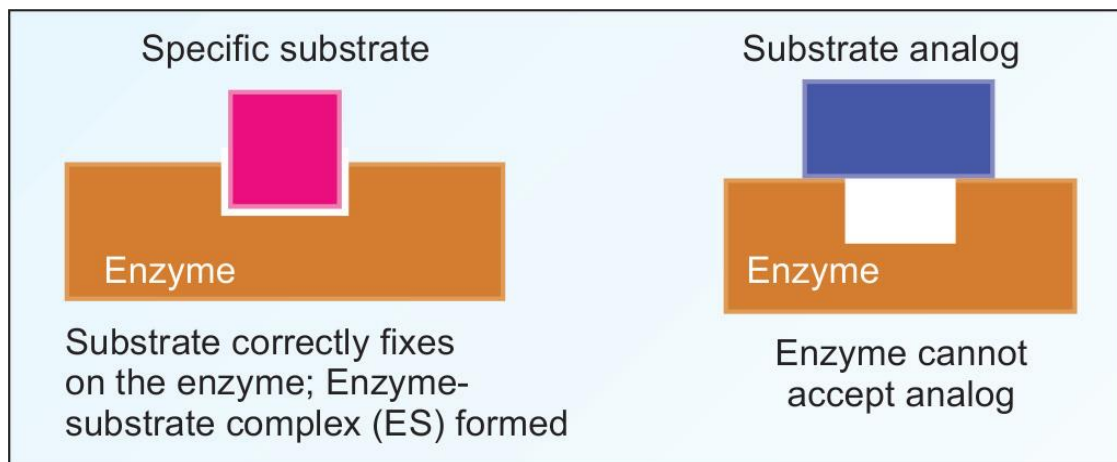 Specific substrate
Enzyme
Substrate correctly fixes
on the enzyme; Enzyme-
substrate complex (ES) formed
Substrate analog
Enzyme
Enzyme cannot
accept analog